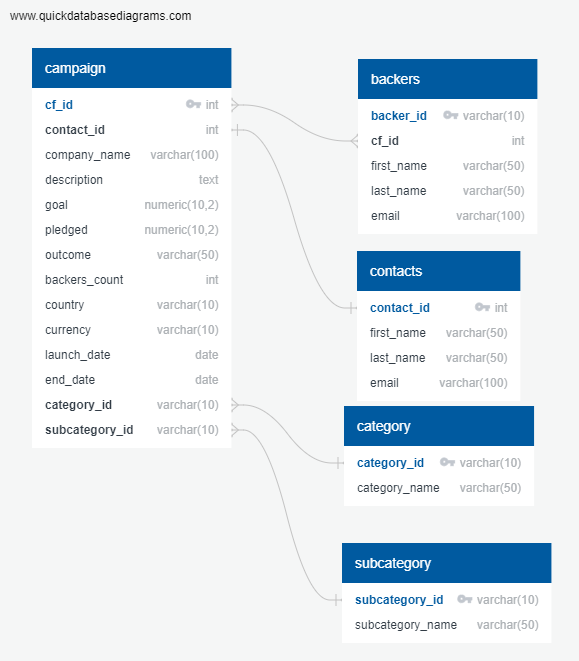 www.quickdatabasediagrams.com
campaign
cf_id int
contact_id int
company_name varchar(100)
description text
goal numeric(10,2)
pledged numeric(10,2)
outcome varchar(50)
backers_count int
country varchar(10)
currency varchar(10)
launch_date date
end_date date
category_id varchar(10)
subcategory_id varchar(10)
backers
backer_id varchar(10)
cf_id int
first_name varchar(50)
last_name varchar(50)
email varchar(100)
contacts
contact_id int
first_name varchar(50)
last_name varchar(50)
email varchar(100)
category
category_id varchar(10)
category_name varchar(50)
subcategory
subcategory_id varchar(10)
subcategory_name varchar(50)